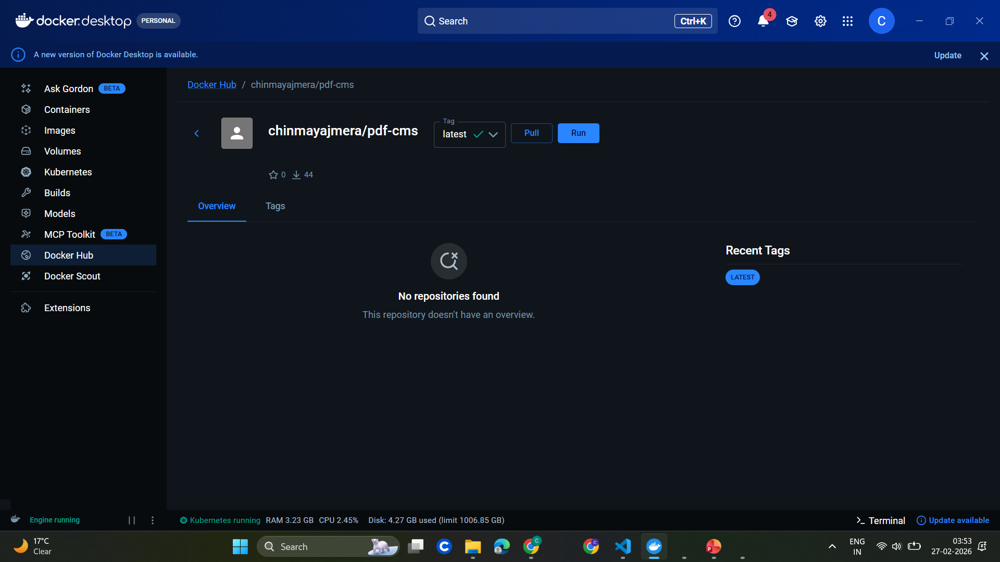 docker.desktop PERSONAL
Search Ctrl+K
4
C
A new version of Docker Desktop is available.
Update
Ask Gordon BETA
Containers
Images
Volumes
Kubernetes
Builds
Models
MCP Toolkit BETA
Docker Hub
Docker Scout
Extensions
Docker Hub / chinmayajmera/pdf-cms
chinmayajmera/pdf-cms
Tag
latest
Pull
Run
0 44
Overview Tags
No repositories found
This repository doesn't have an overview.
Recent Tags
LATEST
Engine running
Kubernetes running RAM 3.23 GB CPU 2.45% Disk: 4.27 GB used (limit 1006.85 GB)
Terminal
Update available
17°C
Clear
Search
C
C
C
P
ENG
IN
03:53
27-02-2026